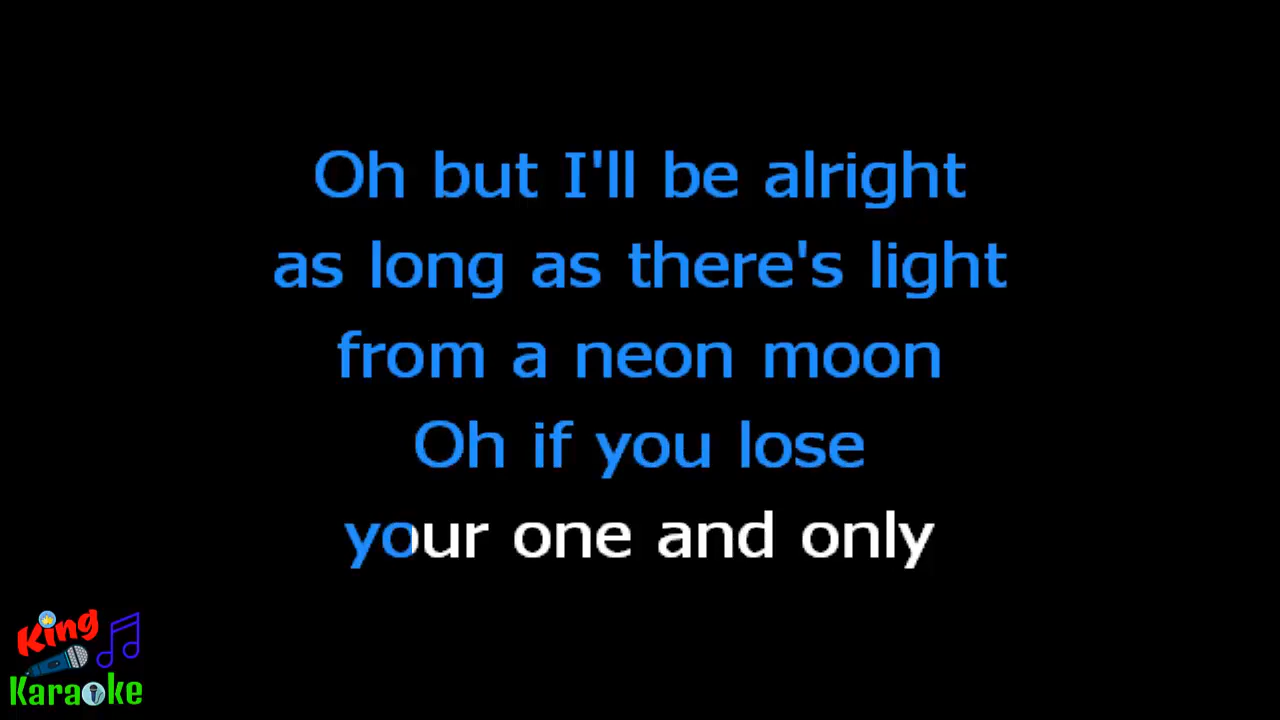 Oh but I'll be alright
as long as there's light
from a neon moon
Oh if you lose
your one and only
King
Karaoke